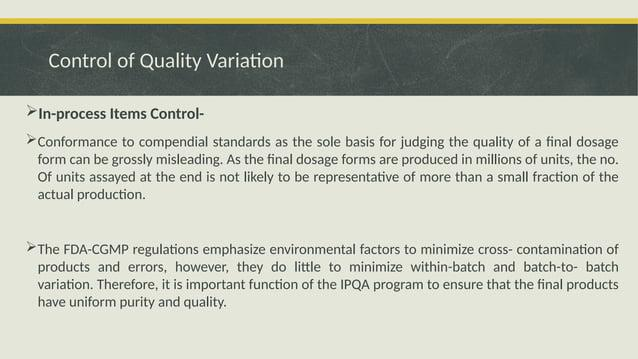 Control of Quality Variation
In-process Items Control-
Conformance to compendial standards as the sole basis for judging the quality of a final dosage
form can be grossly misleading. As the final dosage forms are produced in millions of units, the no.
Of units assayed at the end is not likely to be representative of more than a small fraction of the
actual production.
The FDA-CGMP regulations emphasize environmental factors to minimize cross- contamination of
products and errors, however, they do little to minimize within-batch and batch-to- batch
variation. Therefore, it is important function of the IPQA program to ensure that the final products
have uniform purity and quality.